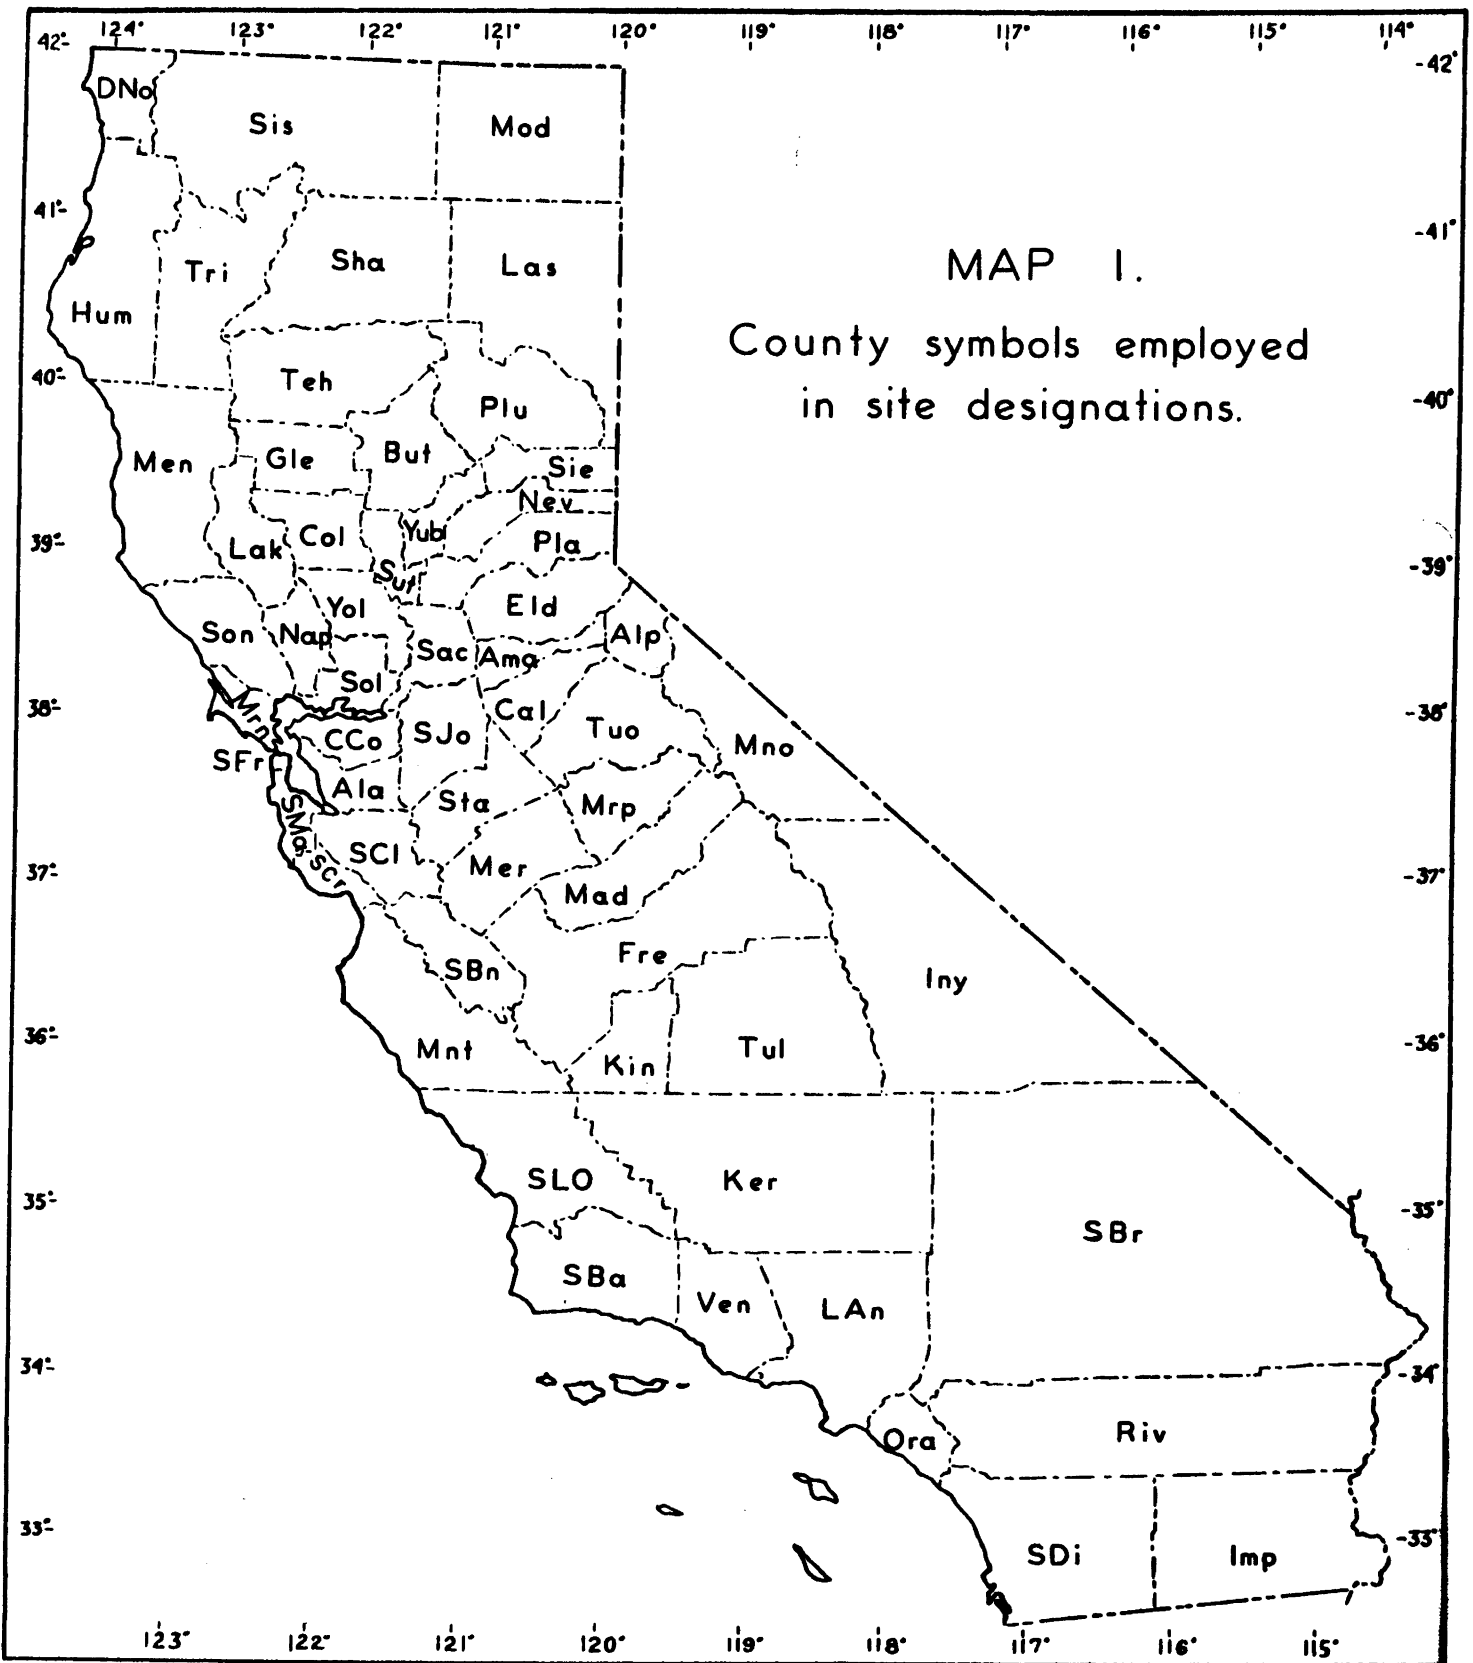 124° 123° 122° 121° 120° 119° 118° 117° 116° 115° 114°
42°- -42°
DNo
Sis Mod
41°- -41°
MAP 1.
Tri Sha Las
Hum
County symbols employed
in site designations.
40°- -40°
Teh
Plu
Men Gle But Sie
Nev
Lak Col Yub Pla
39°- -39°
Sut
Yol Eld
Son Nap Sac Ama Alp
Sol
38°- -38°
Mrn Cal
CCo SJo Tuo Mno
SFr
Ala Sta Mrp
SMa
SCl Mer
37°- -37°
Scr Mad
SBn Fre Iny
36°- -36°
Mnt Kin Tul
SLO Ker
35°- -35°
SBr
SBa Ven LAn
34°- -34°
Ora Riv
33°- -33°
SDi Imp
123° 122° 121° 120° 119° 118° 117° 116° 115°